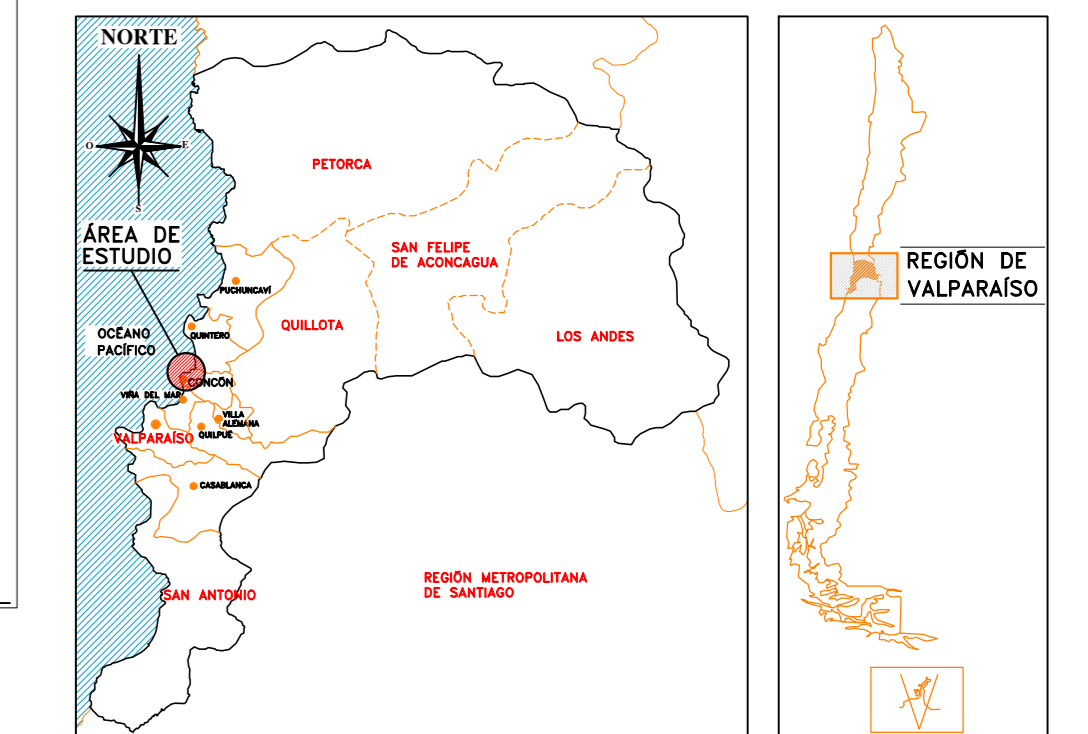 NORTE
O
E
S
ÁREA DE
ESTUDIO
PETORCA
SAN FELIPE
DE ACONCAGUA
PUCHUNCAVÍ
QUILLOTA
QUINTERO
OCÉANO
PACÍFICO
LOS ANDES
CONCÓN
VIÑA DEL MAR
VILLA
ALEMANA
QUILPUÉ
VALPARAÍSO
CASABLANCA
SAN ANTONIO
REGIÓN METROPOLITANA
DE SANTIAGO
REGIÓN DE
VALPARAÍSO